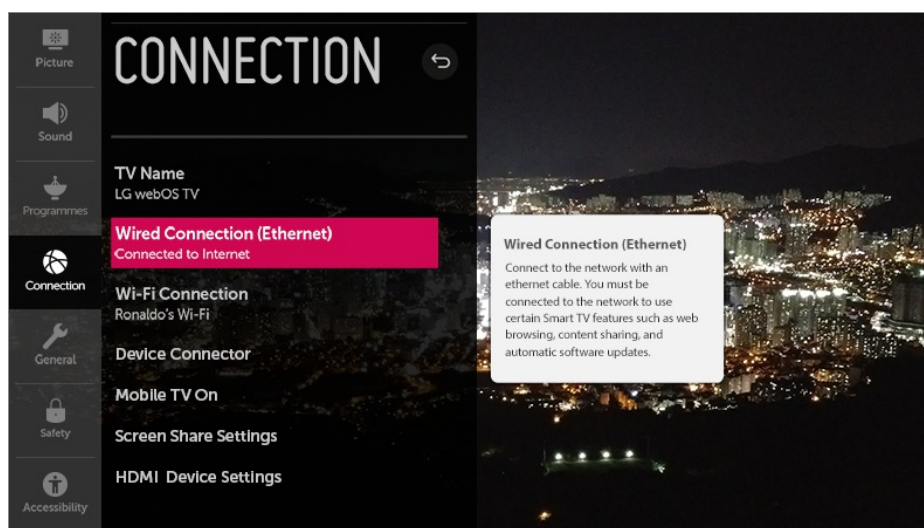 Picture
Sound
Programmes
Connection
General
Safety
Accessibility
CONNECTION
TV Name
LG webOS TV
Wired Connection (Ethernet)
Connected to Internet
Wi-Fi Connection
Ronaldo's Wi-Fi
Device Connector
Mobile TV On
Screen Share Settings
HDMI Device Settings
Wired Connection (Ethernet)
Connect to the network with an
ethernet cable. You must be
connected to the network to use
certain Smart TV features such as web
browsing, content sharing, and
automatic software updates.